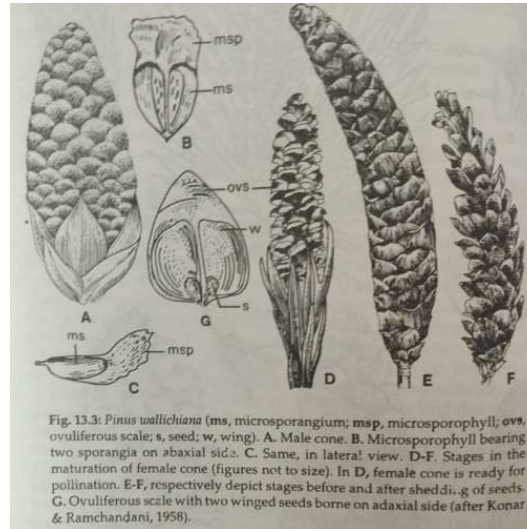 msp
ms
B
ovs
w
s
A
G
ms
msp
C
D
E
F
Fig. 13.3: Pinus wallichiana (ms, microsporangium; msp, microsporophyll; ovs,
ovuliferous scale; s, seed; w, wing). A. Male cone. B. Microsporophyll bearing
two sporangia on abaxial side. C. Same, in lateral view. D-F. Stages in the
maturation of female cone (figures not to size). In D, female cone is ready for
pollination. E-F, respectively depict stages before and after shedding of seeds.
G. Ovuliferous scale with two winged seeds borne on adaxial side (after Konar
& Ramchandani, 1958).